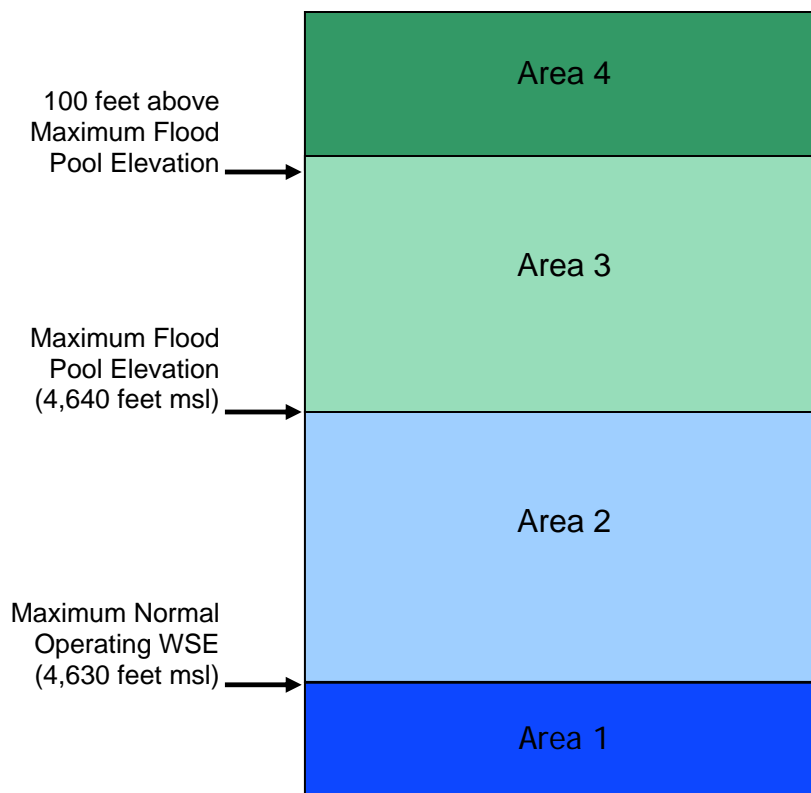 Area 4
100 feet above
Maximum Flood
Pool Elevation
Area 3
Maximum Flood
Pool Elevation
(4,640 feet msl)
Area 2
Maximum Normal
Operating WSE
(4,630 feet msl)
Area 1